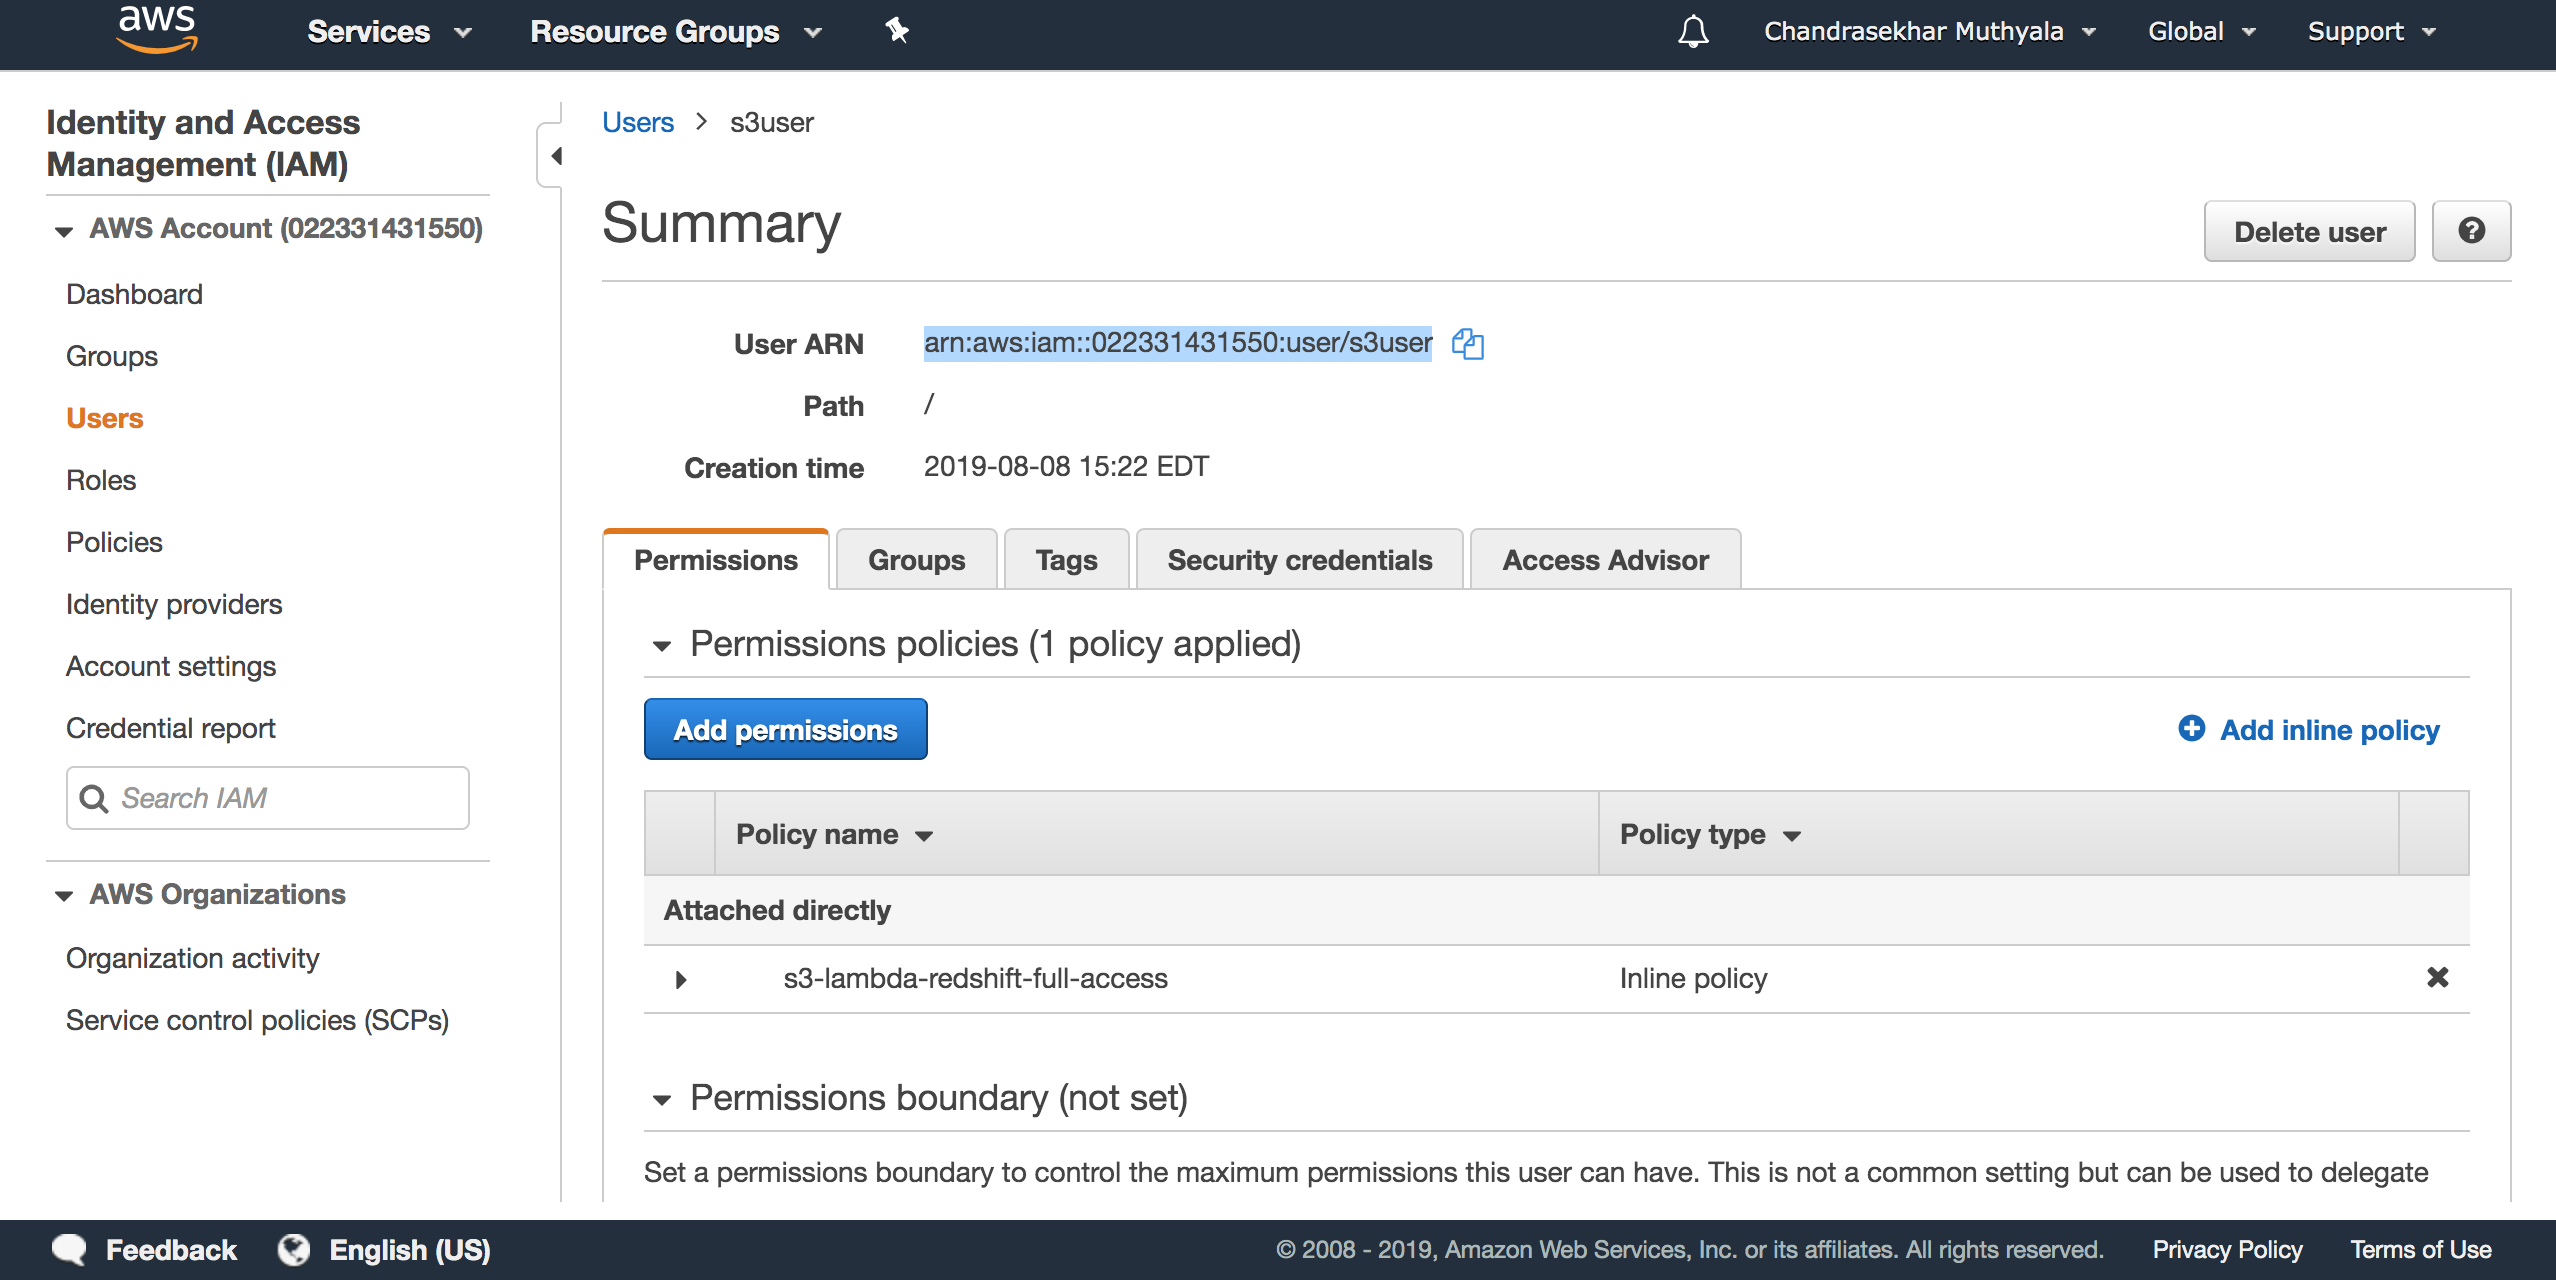 aws
Services
Resource Groups
Chandrasekhar Muthyala
Global
Support
Identity and Access
Management (IAM)
AWS Account (022331431550)
Dashboard
Groups
Users
Roles
Policies
Identity providers
Account settings
Credential report
Search IAM
AWS Organizations
Organization activity
Service control policies (SCPs)
Users > s3user
Summary
Delete user
?
User ARN arn:aws:iam::022331431550:user/s3user
Path /
Creation time 2019-08-08 15:22 EDT
Permissions
Groups
Tags
Security credentials
Access Advisor
Permissions policies (1 policy applied)
Add permissions
Add inline policy
Policy name
Policy type
Attached directly
s3-lambda-redshift-full-access
Inline policy
Permissions boundary (not set)
Set a permissions boundary to control the maximum permissions this user can have. This is not a common setting but can be used to delegate
Feedback
English (US)
© 2008 - 2019, Amazon Web Services, Inc. or its affiliates. All rights reserved.
Privacy Policy
Terms of Use